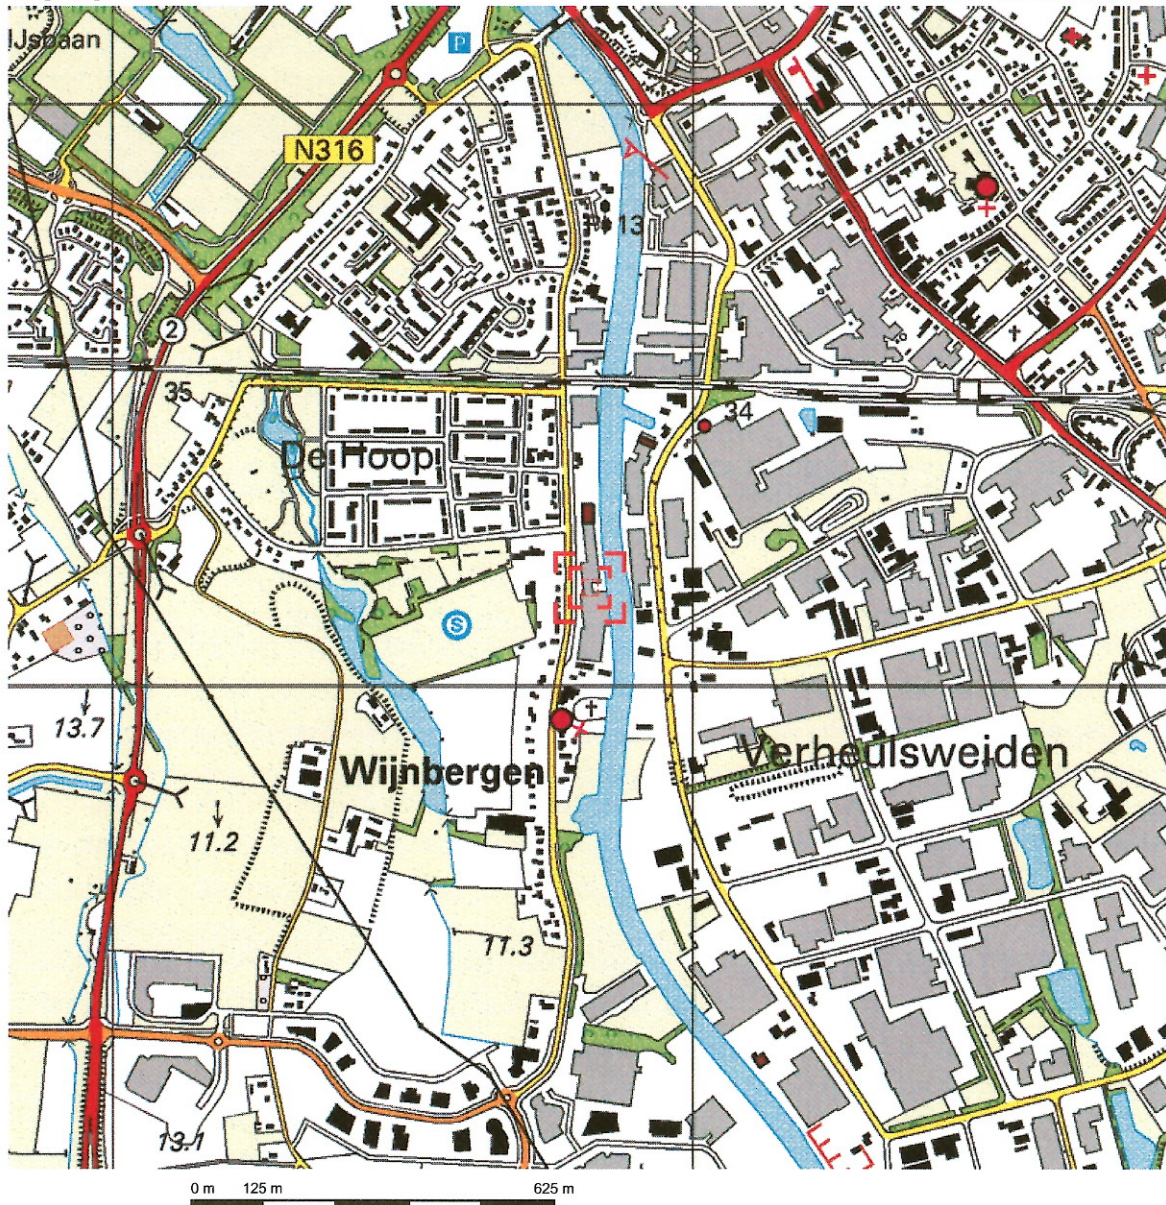 IJsbaan
P
N316
13
2
35
34
De Hoop
S
13.7
Wijnbergen
Verheulsweiden
11.2
11.3
13.1
0 m 125 m 625 m